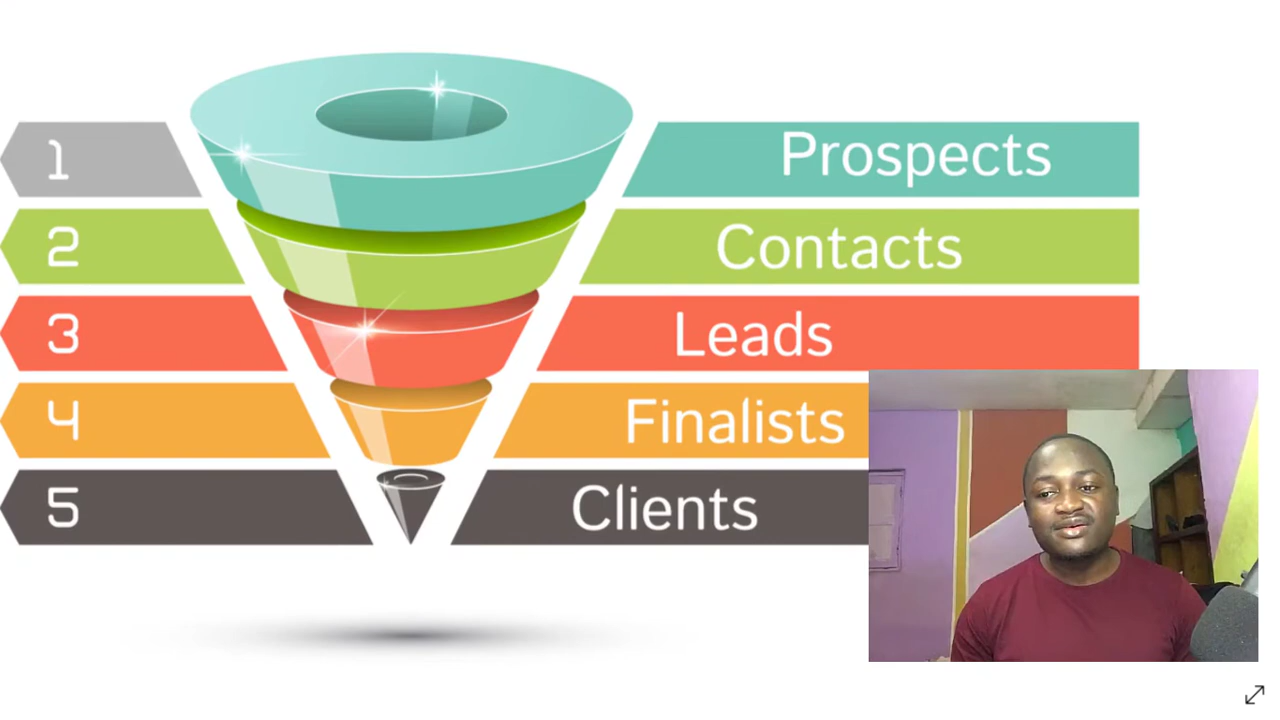 1 Prospects
2 Contacts
3 Leads
4 Finalists
5 Clients